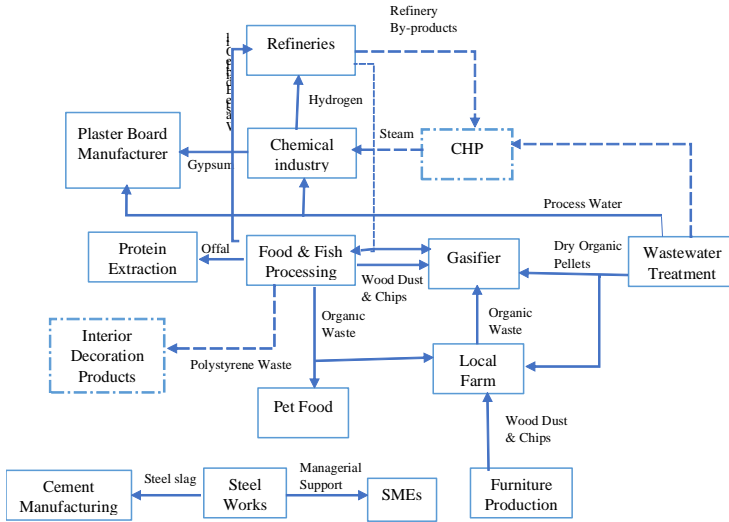 Refinery
By-products
Refineries
Hydrogen
Plaster Board
Manufacturer
Gypsum
Chemical
industry
Steam
CHP
Process Water
Protein
Extraction
Offal
Food & Fish
Processing
Gasifier
Dry Organic
Pellets
Wastewater
Treatment
Wood Dust
& Chips
Organic
Waste
Organic
Waste
Interior
Decoration
Products
Polystyrene Waste
Local
Farm
Pet Food
Wood Dust
& Chips
Cement
Manufacturing
Steel slag
Steel
Works
Managerial
Support
SMEs
Furniture
Production